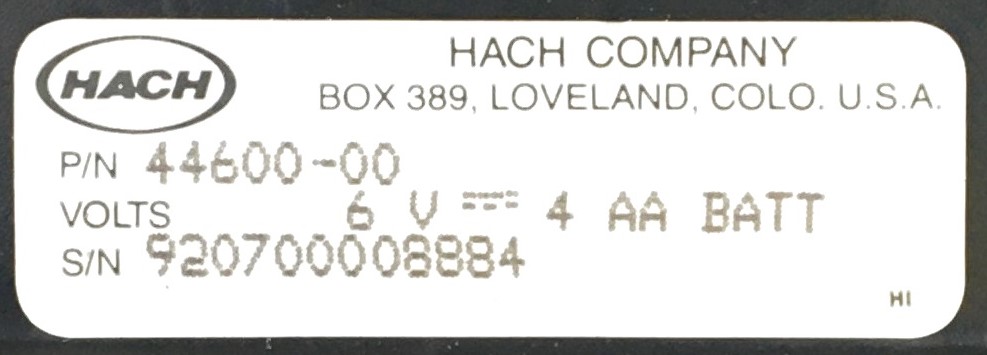 HACH
HACH COMPANY
BOX 389, LOVELAND, COLO. U.S.A.
P/N 44600-00
VOLTS 6 V ⎓ 4 AA BATT
S/N 920700008884
HI